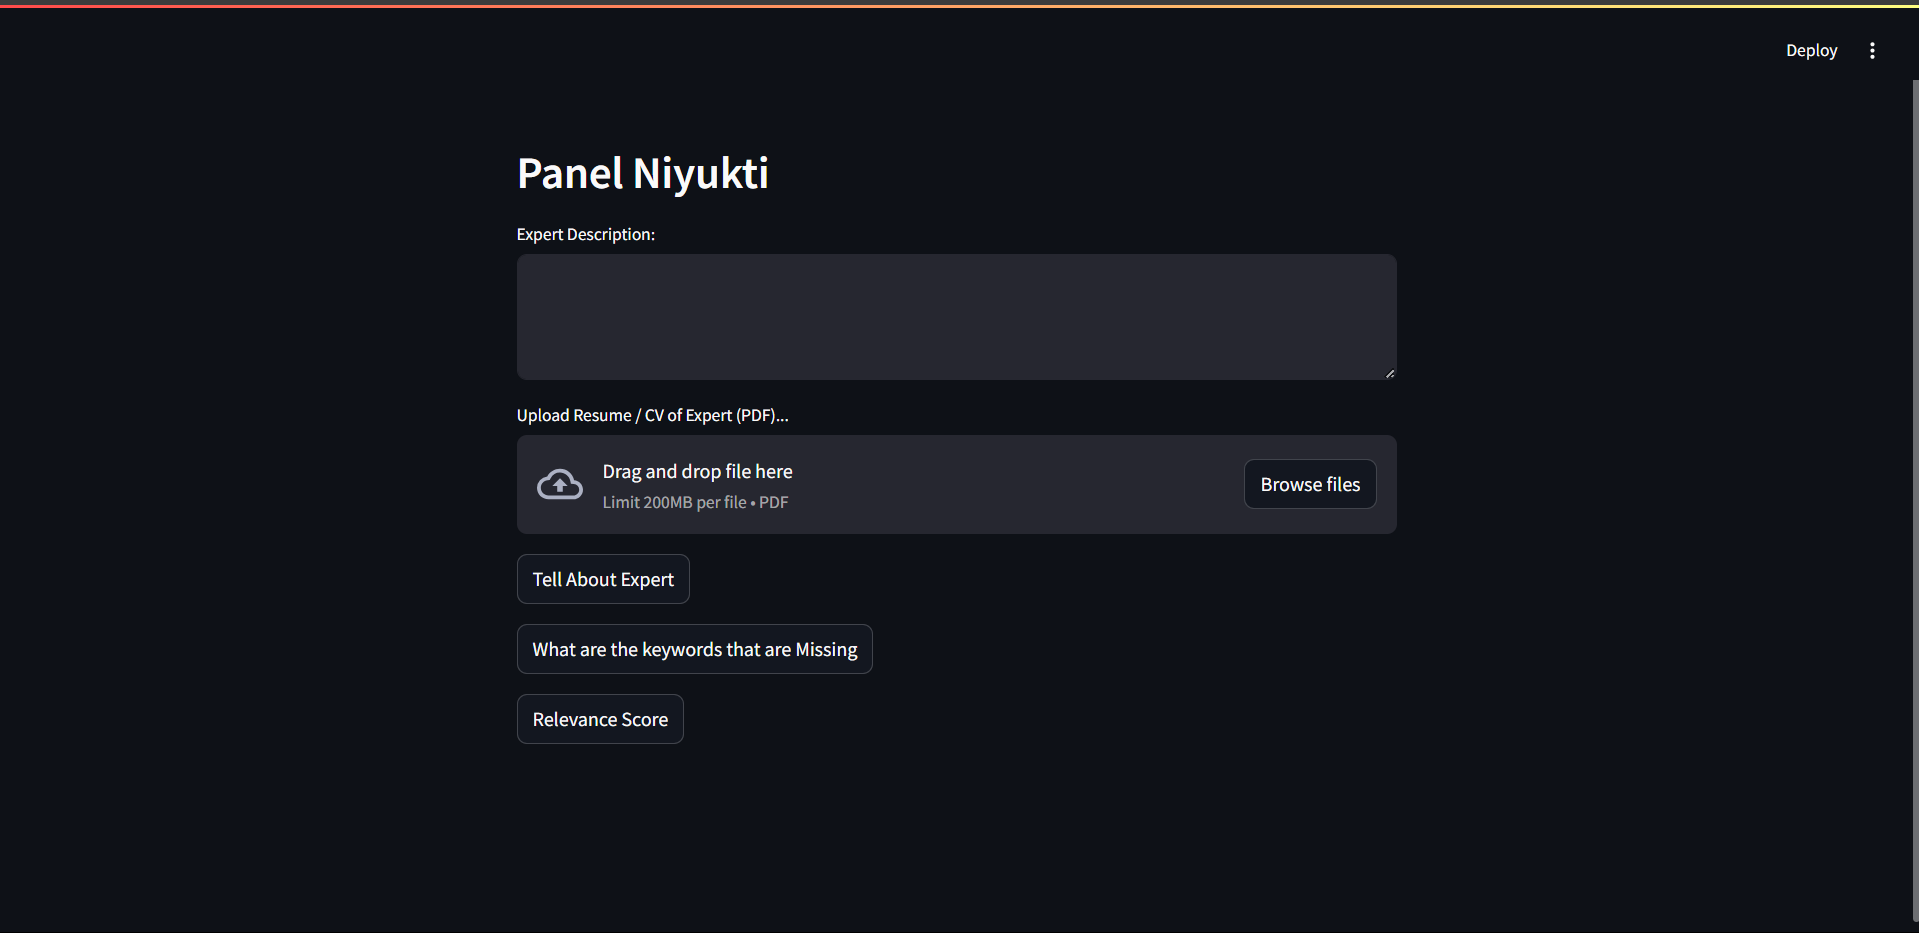 Deploy
Panel Niyukti
Expert Description:
Upload Resume / CV of Expert (PDF)...
Drag and drop file here
Limit 200MB per file • PDF
Browse files
Tell About Expert
What are the keywords that are Missing
Relevance Score